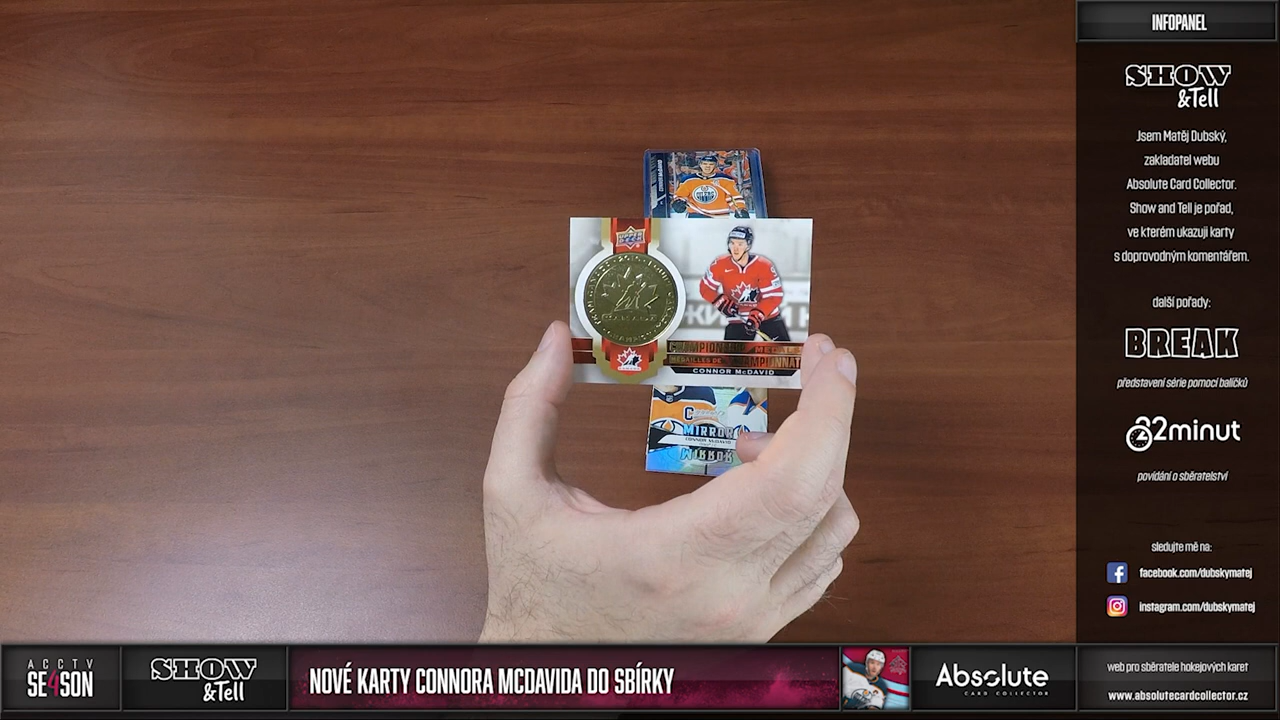 INFOPANEL
SHOW
&Tell
Jsem Matěj Dubský,
zakladatel webu
Absolute Card Collector.
Show and Tell je pořad,
ve kterém ukazuji karty
s doprovodným komentářem.
další pořady:
BREAK
představení série pomocí balíčků
22minut
povídání o sběratelství
sledujte mě na:
facebook.com/dubskymatej
instagram.com/dubskymatej
UPPER
CONNOR McDAVID
MIRROR
ACCTV
SE4SON
SHOW
&Tell
NOVÉ KARTY CONNORA MCDAVIDA DO SBÍRKY
Absolute
CARD COLLECTOR
web pro sběratele hokejových karet
www.absolutecardcollector.cz